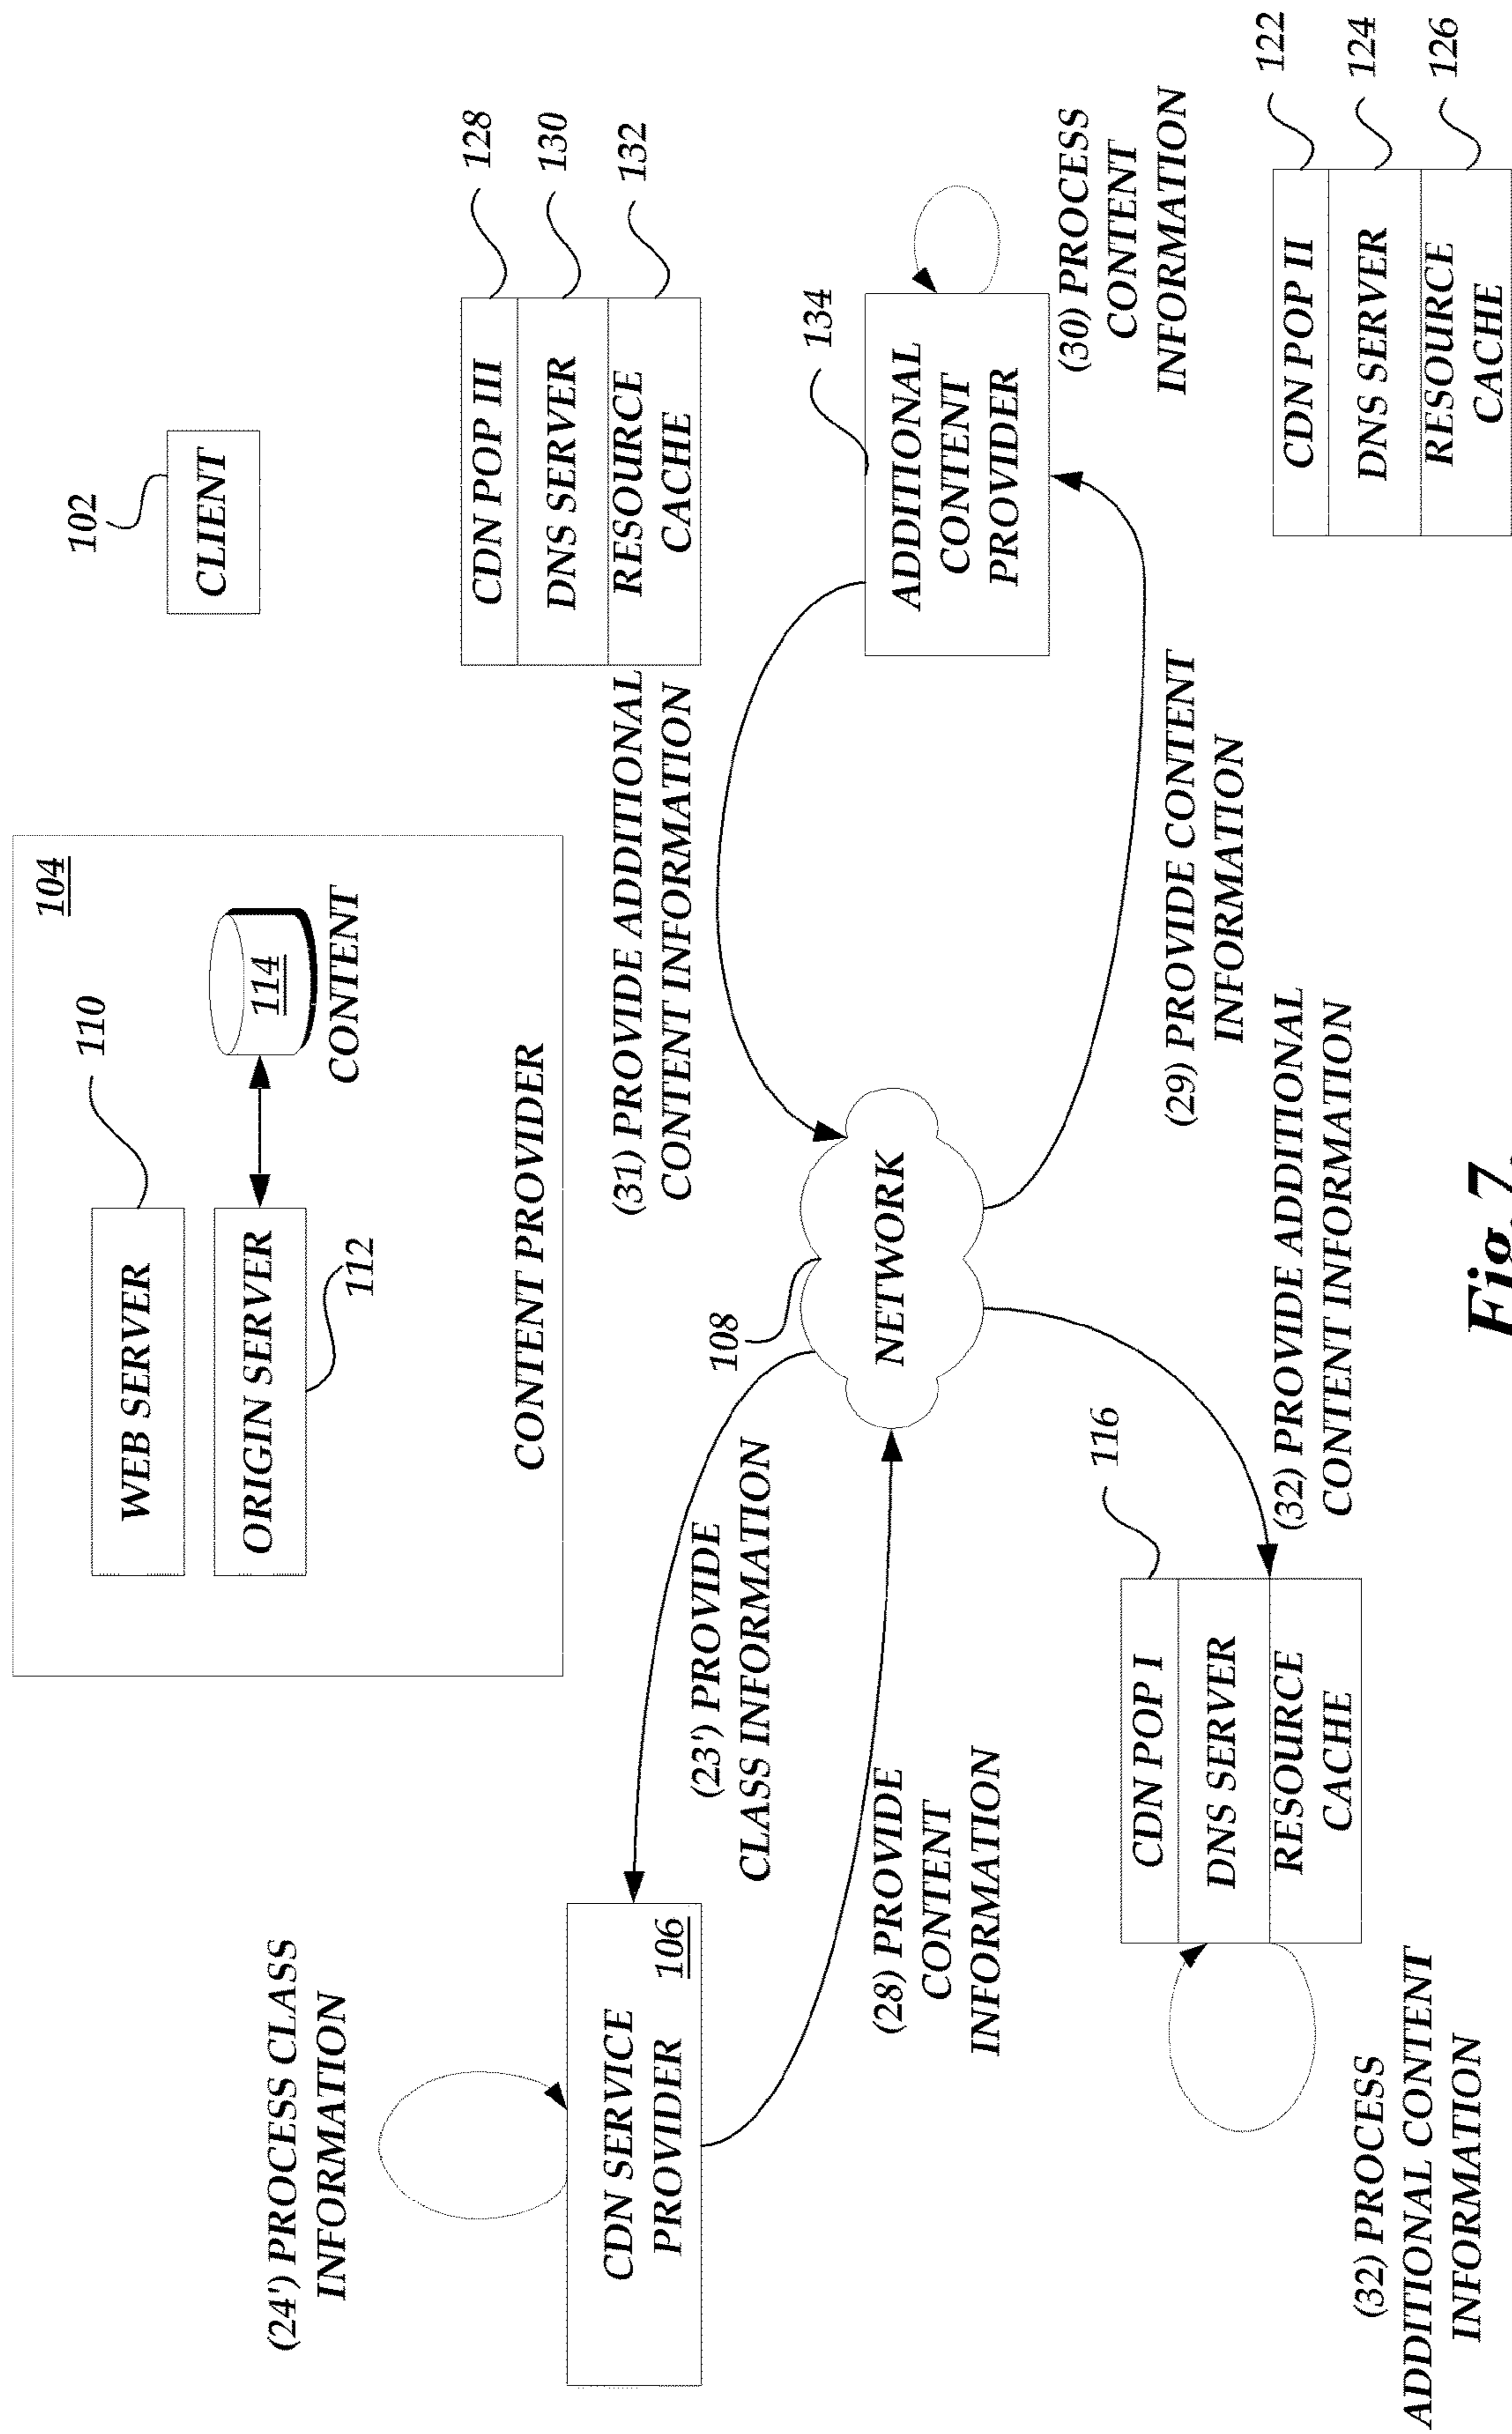 104
WEB SERVER
110
ORIGIN SERVER
112
114
CONTENT
CONTENT PROVIDER
102
CLIENT
(24') PROCESS CLASS
INFORMATION
CDN SERVICE
PROVIDER
106
(23') PROVIDE
CLASS INFORMATION
(28) PROVIDE
CONTENT
INFORMATION
108
NETWORK
(31) PROVIDE ADDITIONAL
CONTENT INFORMATION
CDN POP III
DNS SERVER
RESOURCE
CACHE
128
130
132
134
ADDITIONAL
CONTENT
PROVIDER
(30) PROCESS
CONTENT
INFORMATION
(29) PROVIDE CONTENT
INFORMATION
116
CDN POP I
DNS SERVER
RESOURCE
CACHE
(32) PROVIDE ADDITIONAL
CONTENT INFORMATION
(32) PROCESS
ADDITIONAL CONTENT
INFORMATION
CDN POP II
DNS SERVER
RESOURCE
CACHE
122
124
126
Fig.7.